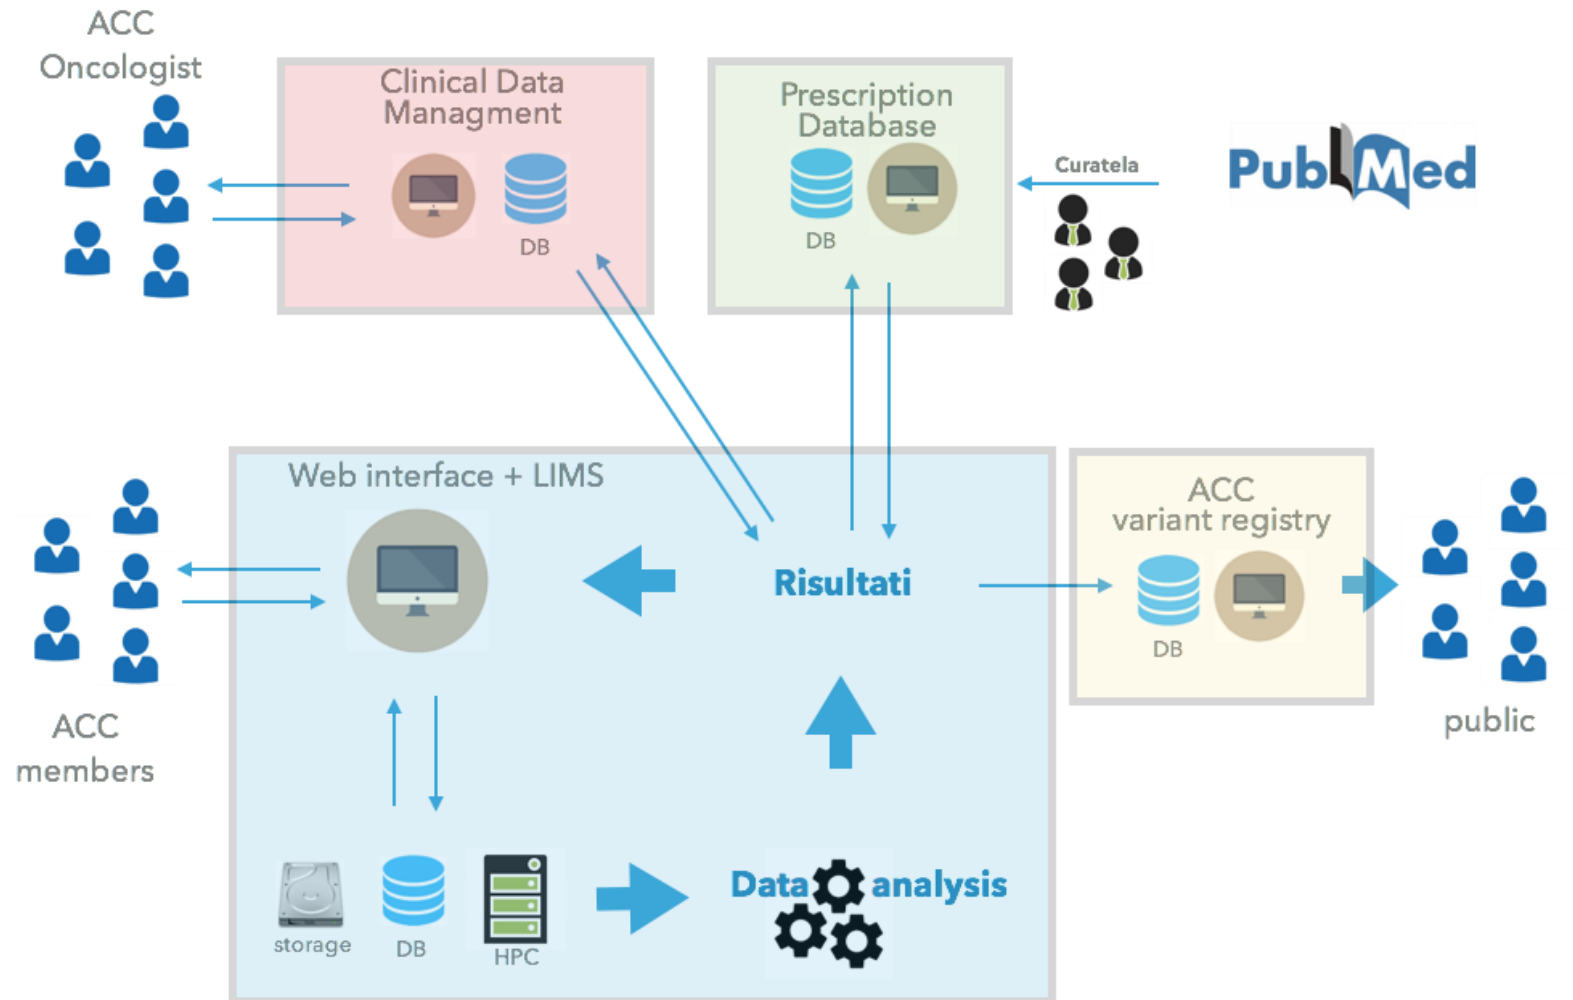 ACC
Oncologist
Clinical Data
Managment
DB
Prescription
Database
DB
Curatela
PubMed
Web interface + LIMS
Risultati
ACC
variant registry
DB
public
ACC
members
storage
DB
HPC
Data analysis